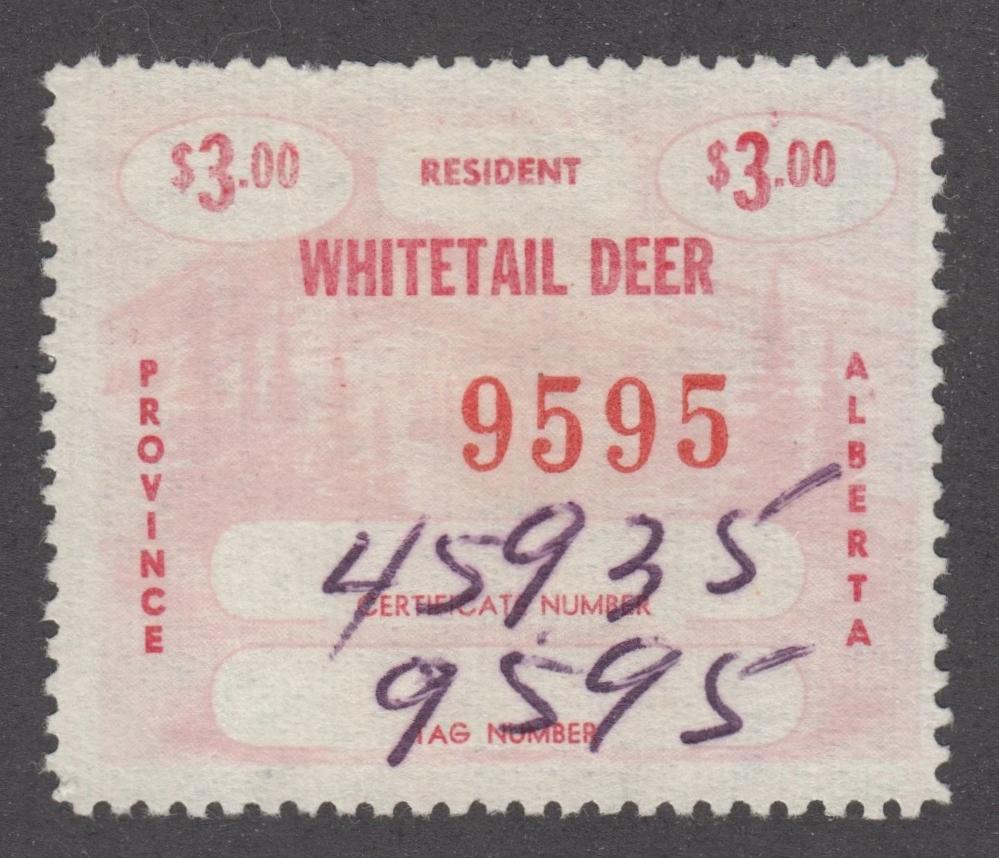 $3.00 RESIDENT $3.00
WHITETAIL DEER
PROVINCE
9595
ALBERTA
45935
CERTIFICATE NUMBER
9595
TAG NUMBER